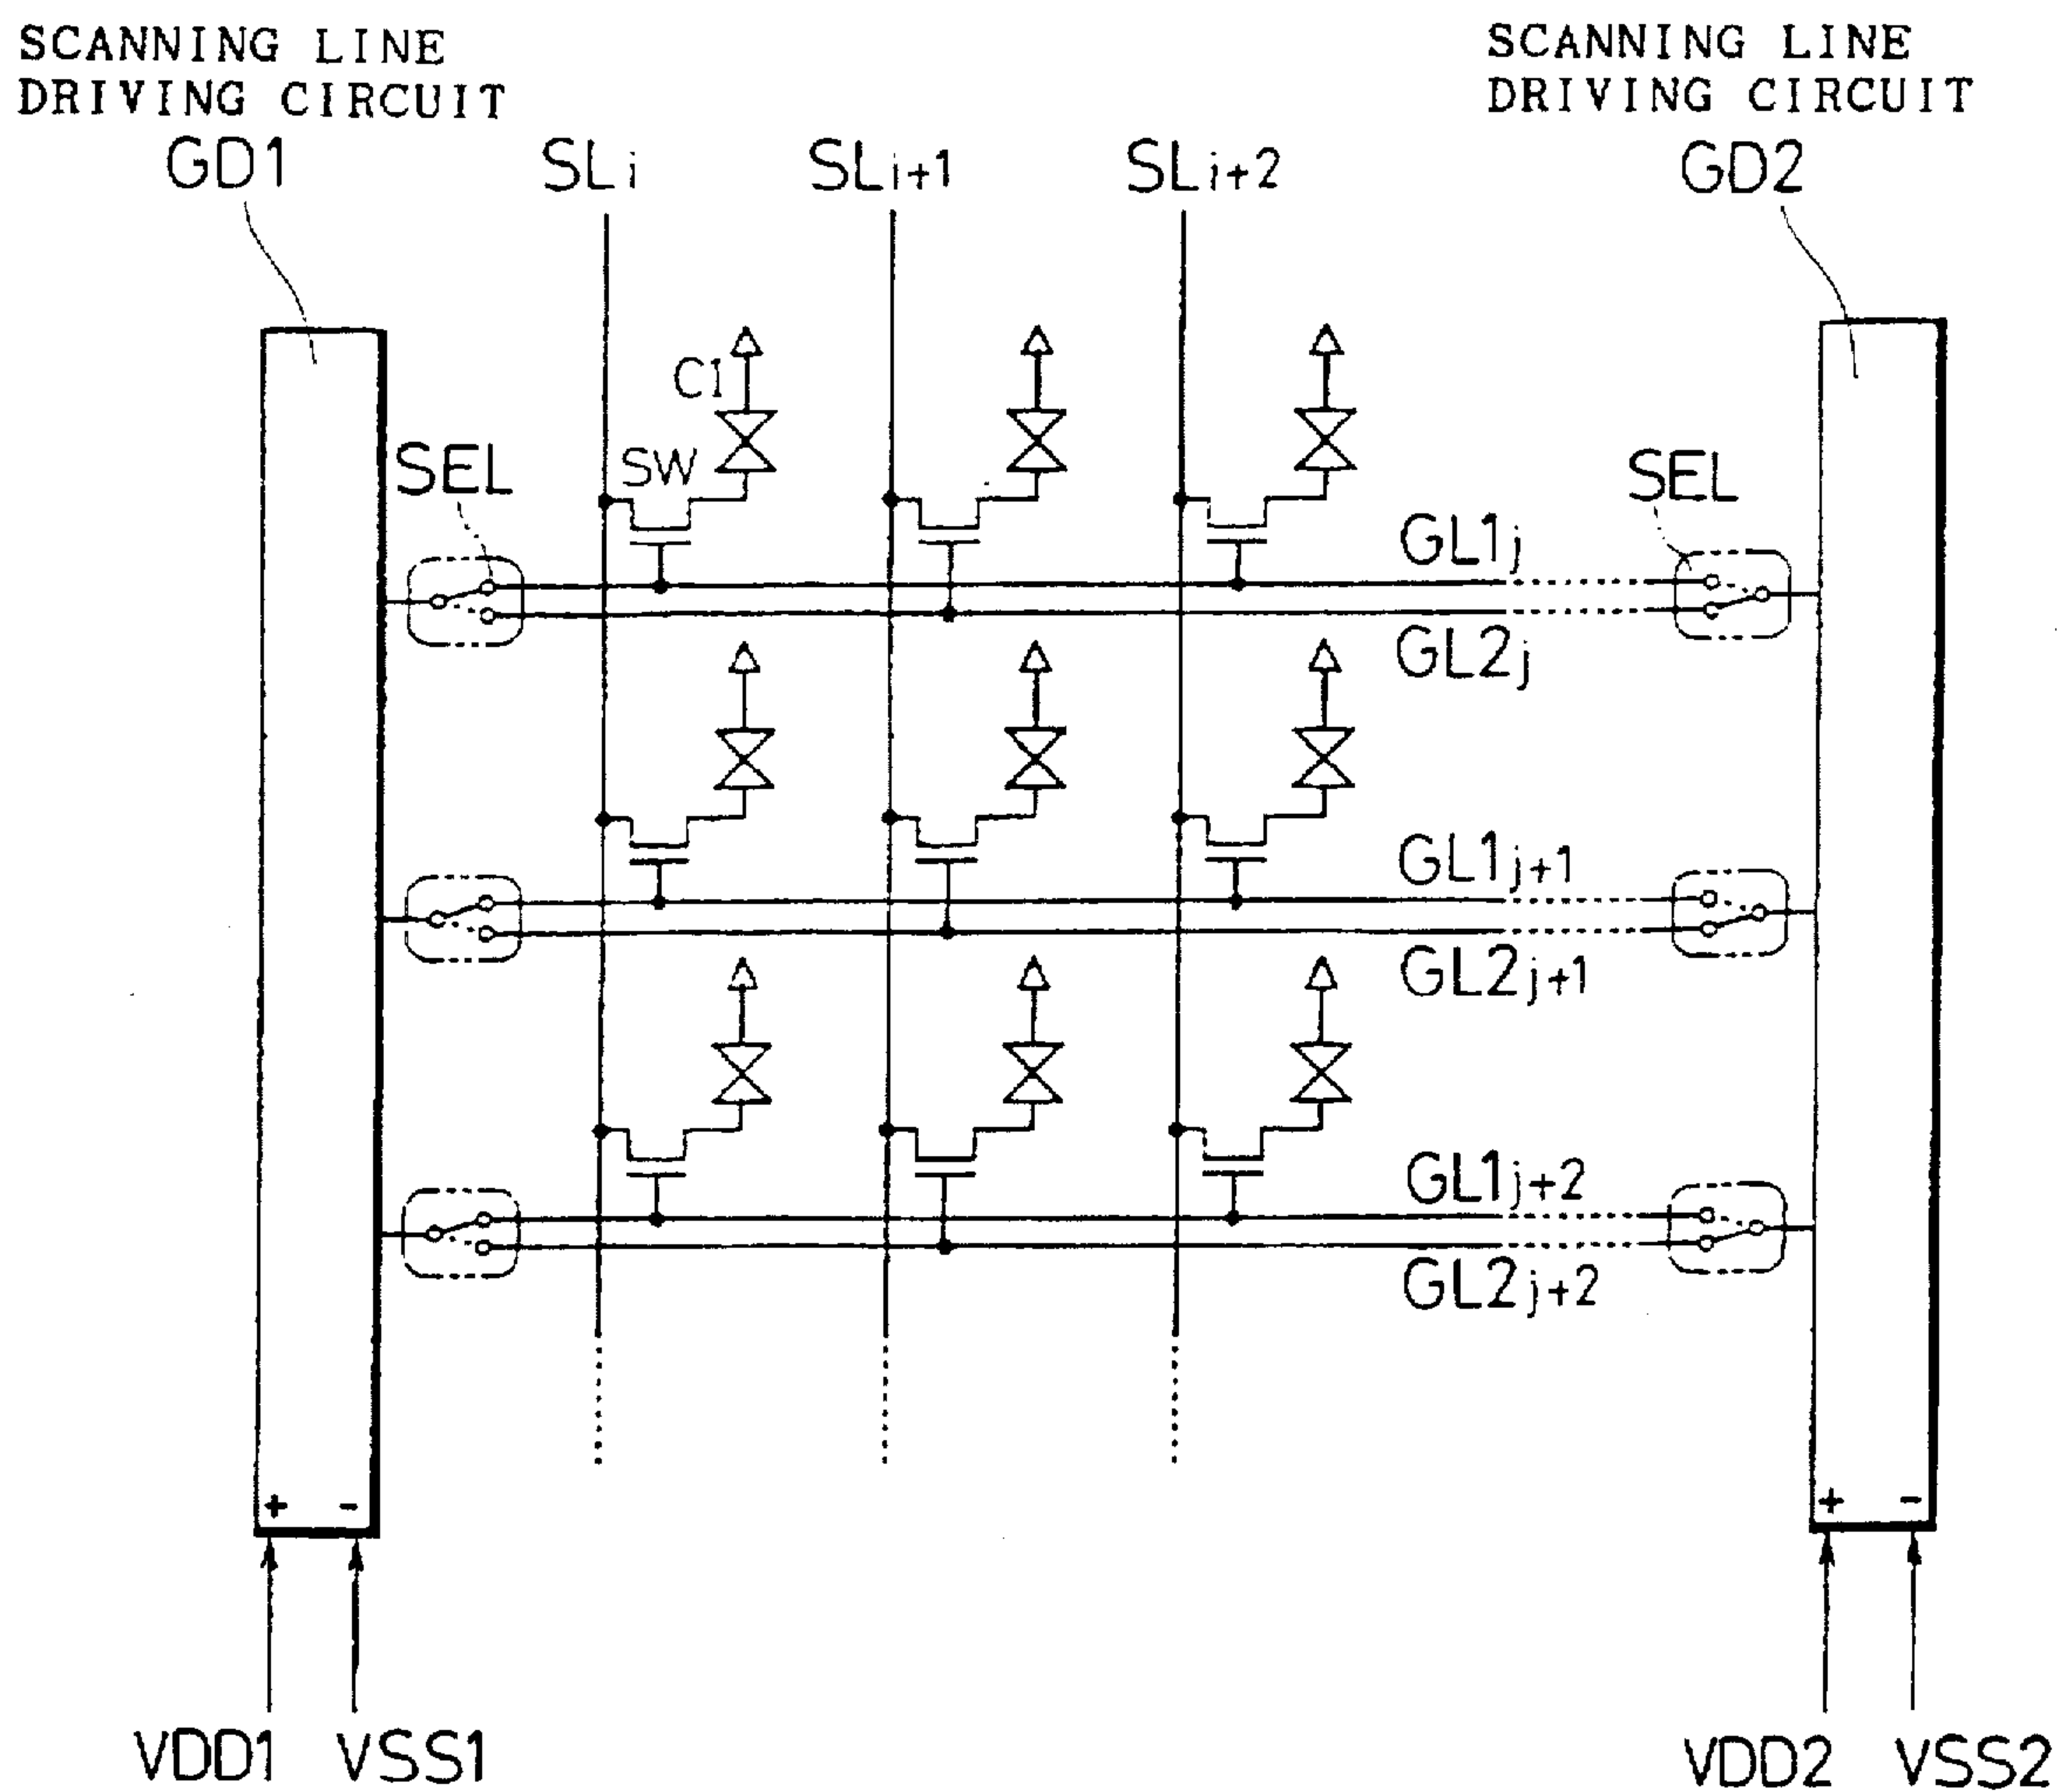 SCANNING LINE
DRIVING CIRCUIT
GD1
SLi
SLi+1
SLi+2
SCANNING LINE
DRIVING CIRCUIT
GD2
C1
SW
SEL
SEL
GL1j
GL2j
GL1j+1
GL2j+1
GL1j+2
GL2j+2
+ -
+ -
VDD1 VSS1
VDD2 VSS2